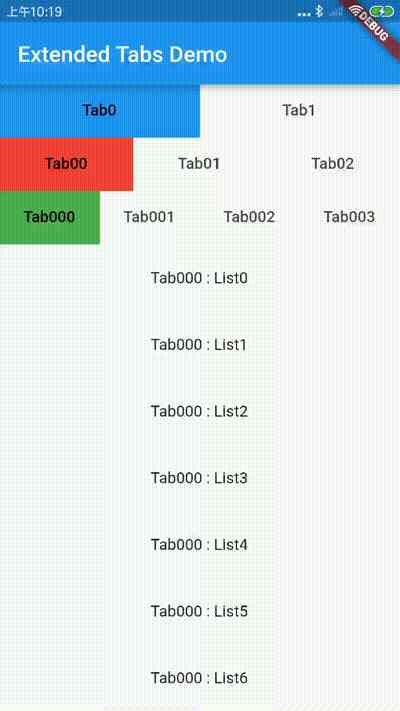 上午10:19
DEBUG
Extended Tabs Demo
Tab0 Tab1
Tab00 Tab01 Tab02
Tab000 Tab001 Tab002 Tab003
Tab000 : List0
Tab000 : List1
Tab000 : List2
Tab000 : List3
Tab000 : List4
Tab000 : List5
Tab000 : List6